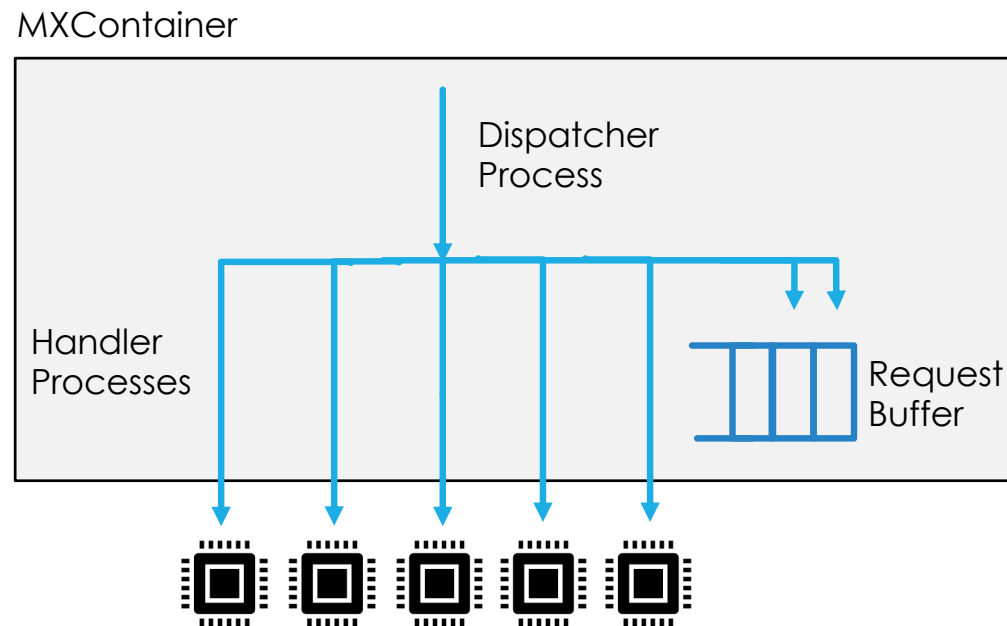 MXContainer
Dispatcher
Process
Handler
Processes
Request
Buffer